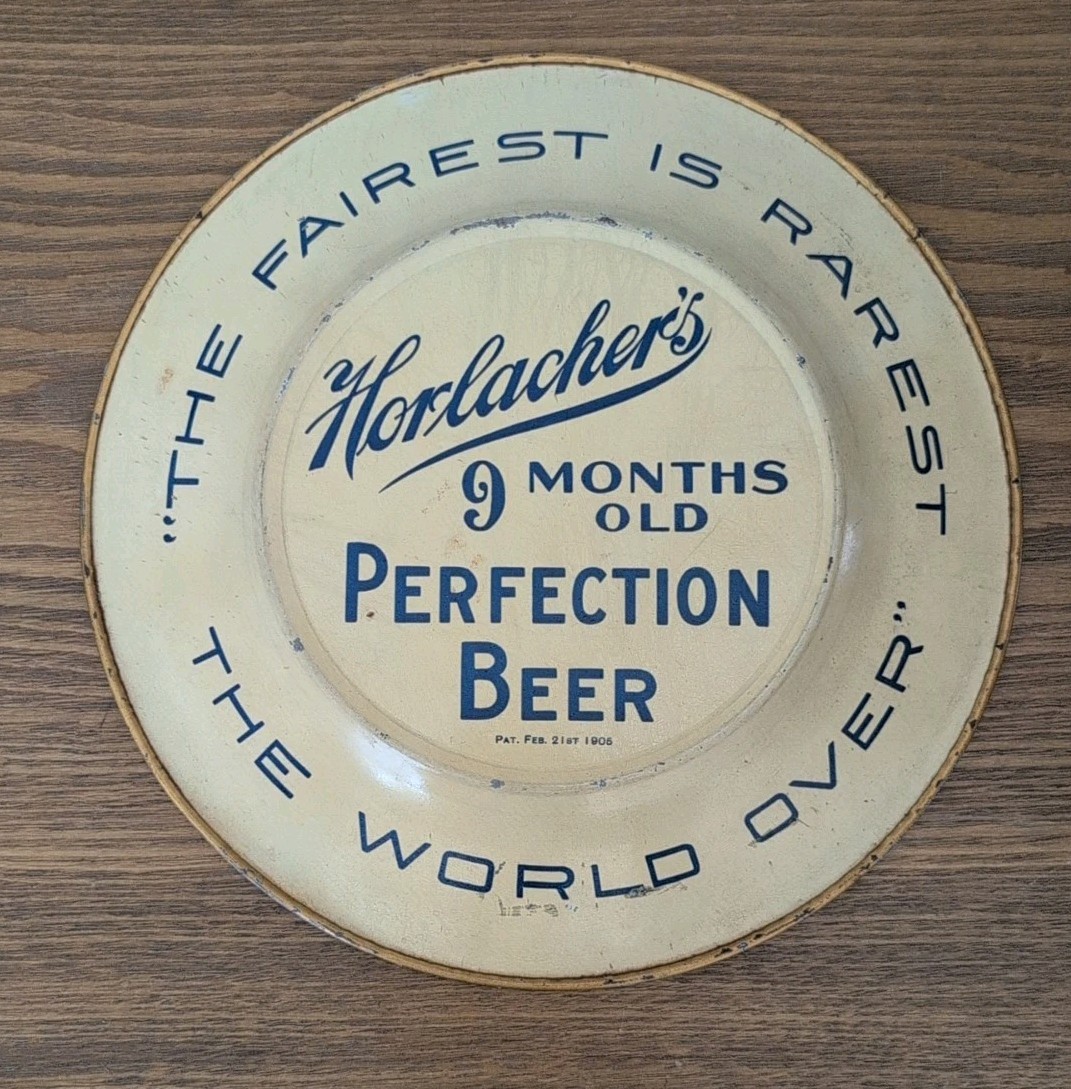 "THE FAIREST IS RAREST
THE WORLD OVER"
Horlacher's
9 MONTHS
OLD
PERFECTION
BEER
PAT. FEB. 21ST 1905